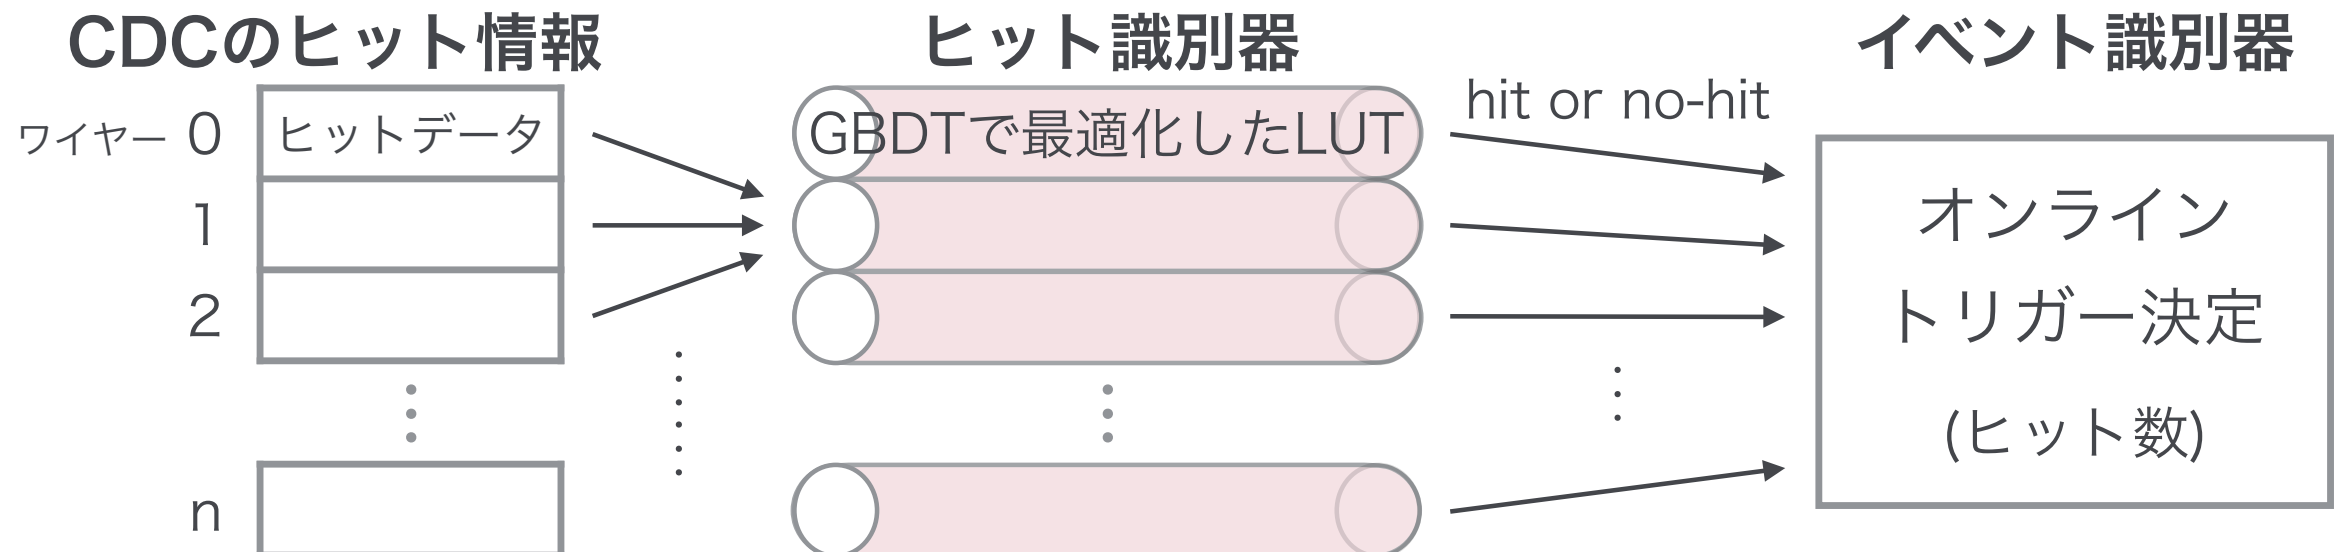 CDCのヒット情報
ヒット識別器
イベント識別器
hit or no-hit
ワイヤー 0
ヒットデータ
GBDTで最適化したLUT
1
2
n
オンライン
トリガー決定
(ヒット数)